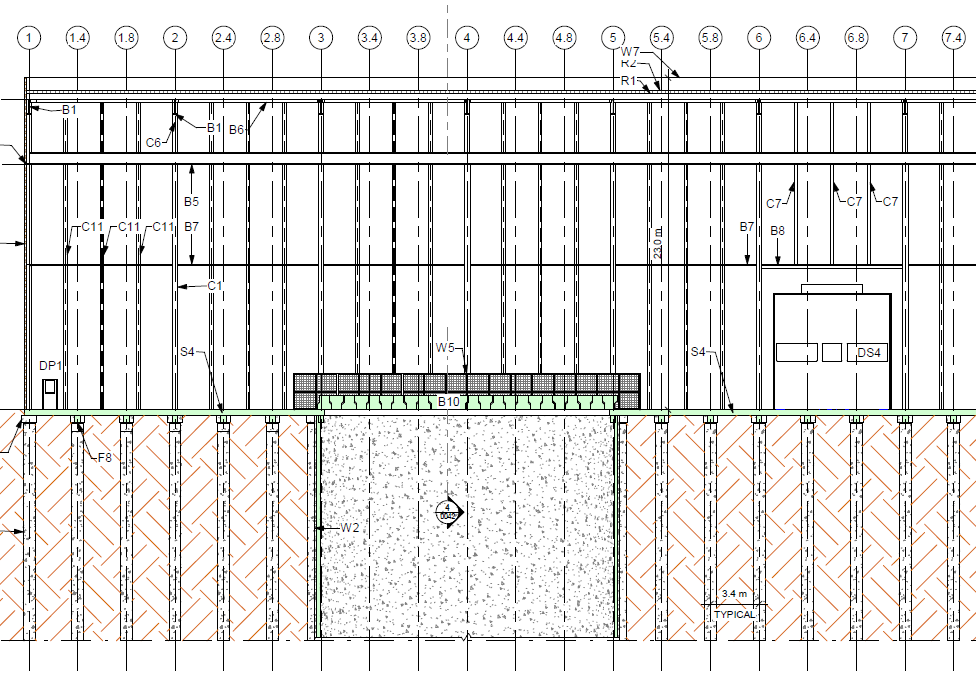 1 1.4 1.8 2 2.4 2.8 3 3.4 3.8 4 4.4 4.8 5 5.4 5.8 6 6.4 6.8 7 7.4
W7
R2
R1
B1
B1
B6
C6
B5
C7
C7
C7
C11
C11
C11
B7
B7
B8
23.0 m
C1
W5
S4
S4
DS4
DP1
B10
F8
4
W2
3.4 m
TYPICAL